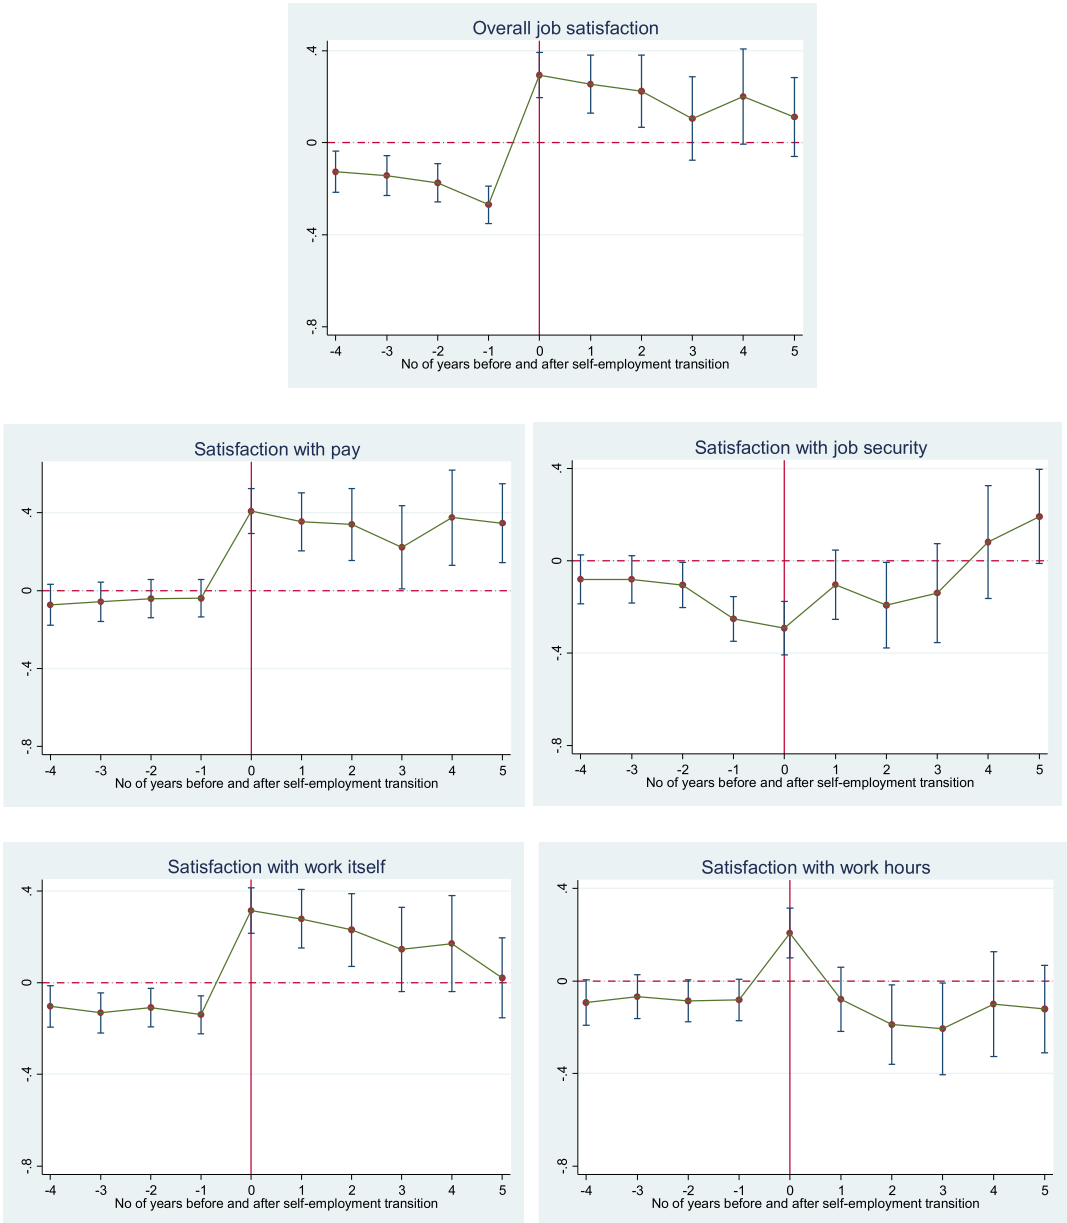 Overall job satisfaction
.4
0
-.4
-.8
-4 -3 -2 -1 0 1 2 3 4 5
No of years before and after self-employment transition
Satisfaction with pay
.4
0
-.4
-.8
-4 -3 -2 -1 0 1 2 3 4 5
No of years before and after self-employment transition
Satisfaction with job security
.4
0
-.4
-.8
-4 -3 -2 -1 0 1 2 3 4 5
No of years before and after self-employment transition
Satisfaction with work itself
.4
0
-.4
-.8
-4 -3 -2 -1 0 1 2 3 4 5
No of years before and after self-employment transition
Satisfaction with work hours
.4
0
-.4
-.8
-4 -3 -2 -1 0 1 2 3 4 5
No of years before and after self-employment transition